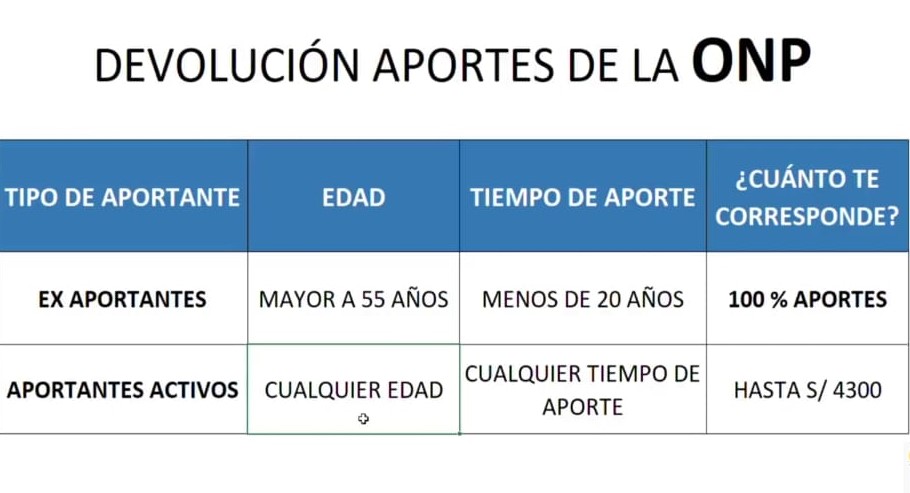 DEVOLUCIÓN APORTES DE LA ONP
TIPO DE APORTANTE
EDAD
TIEMPO DE APORTE
¿CUÁNTO TE
CORRESPONDE?
EX APORTANTES
MAYOR A 55 AÑOS
MENOS DE 20 AÑOS
100 % APORTES
APORTANTES ACTIVOS
CUALQUIER EDAD
CUALQUIER TIEMPO DE
APORTE
HASTA S/ 4300